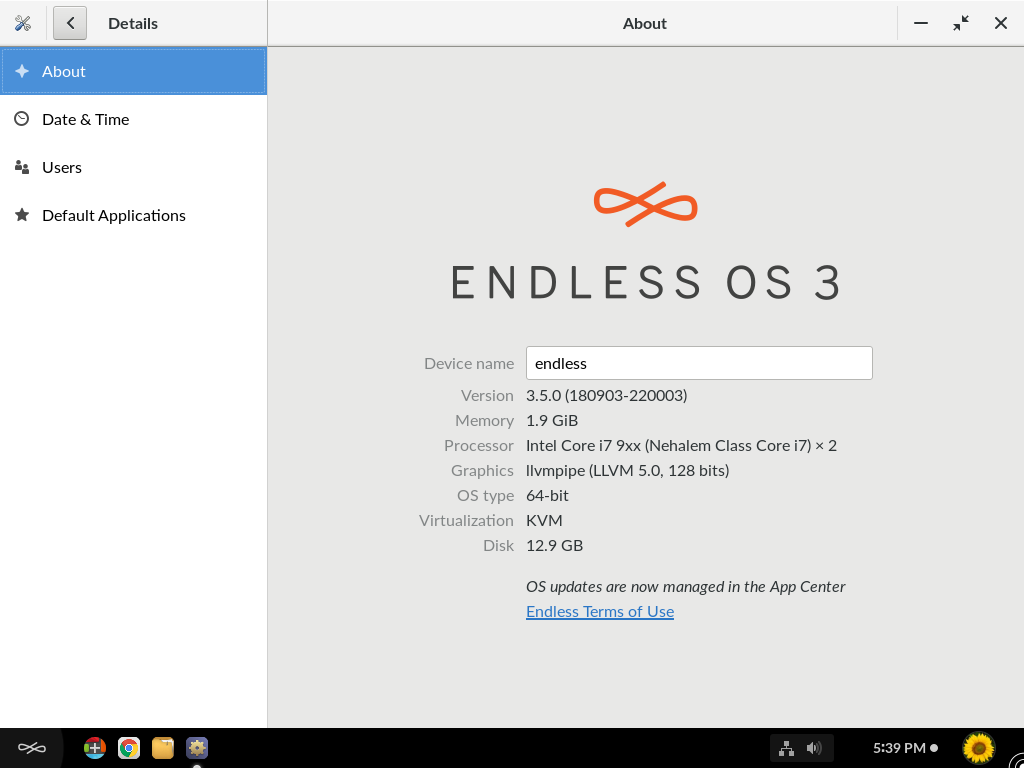 Details
About
About
Date & Time
Users
Default Applications
ENDLESS OS 3
Device name endless
Version 3.5.0 (180903-220003)
Memory 1.9 GiB
Processor Intel Core i7 9xx (Nehalem Class Core i7) × 2
Graphics llvmpipe (LLVM 5.0, 128 bits)
OS type 64-bit
Virtualization KVM
Disk 12.9 GB
OS updates are now managed in the App Center
Endless Terms of Use
5:39 PM